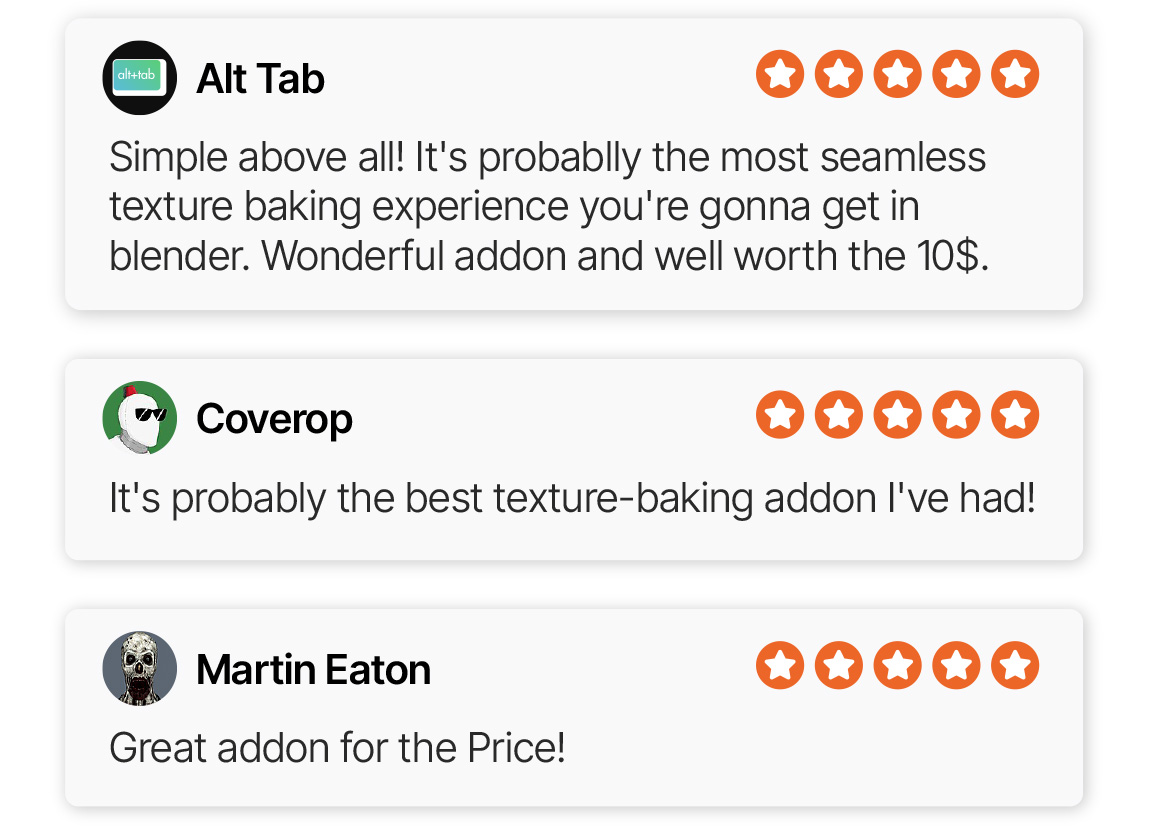 alt+tab
Alt Tab
Simple above all! It's probablly the most seamless
texture baking experience you're gonna get in
blender. Wonderful addon and well worth the 10$.
Coverop
It's probably the best texture-baking addon I've had!
Martin Eaton
Great addon for the Price!